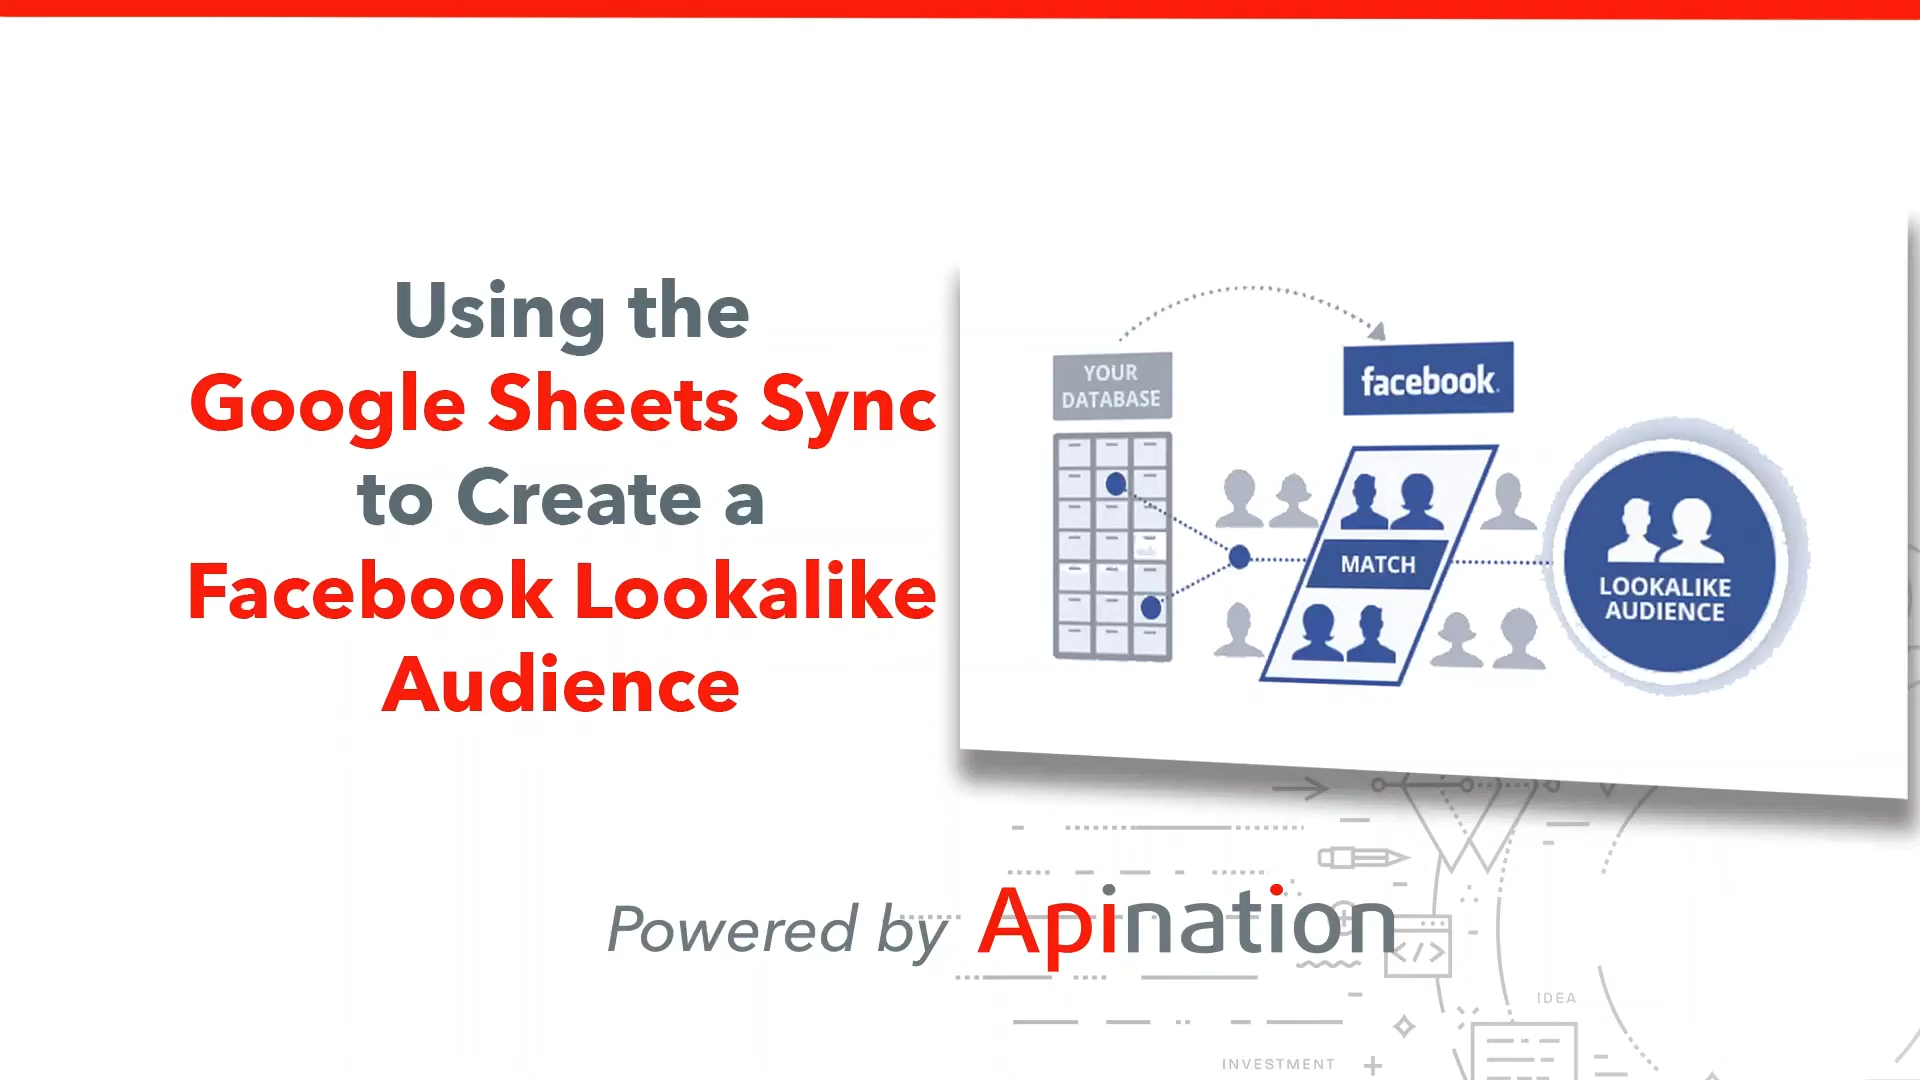 Using the
Google Sheets Sync
to Create a
Facebook Lookalike
Audience
YOUR
DATABASE
facebook
MATCH
LOOKALIKE
AUDIENCE
Powered by Apination
</>
IDEA
INVESTMENT